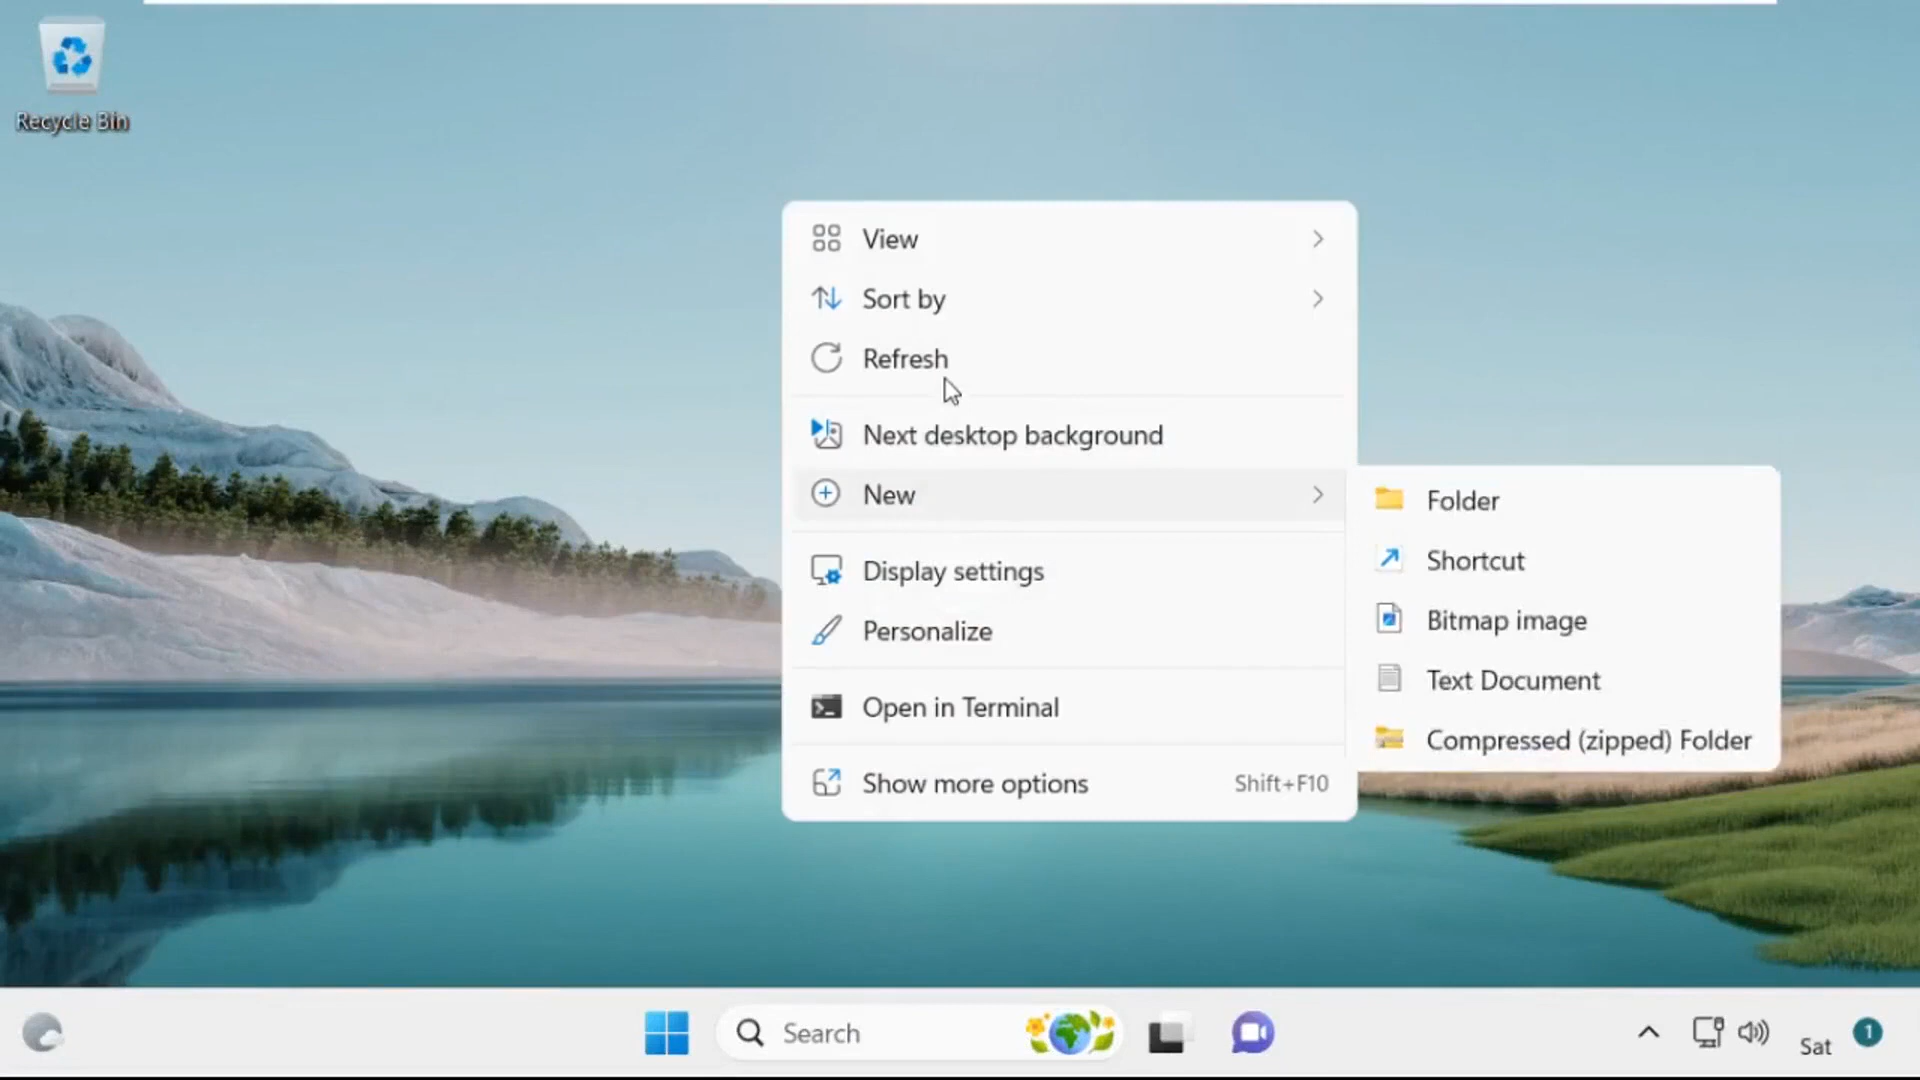 Recycle Bin
View
Sort by
Refresh
Next desktop background
New
Display settings
Personalize
Open in Terminal
Show more options Shift+F10
Folder
Shortcut
Bitmap image
Text Document
Compressed (zipped) Folder
Search
Sat
1